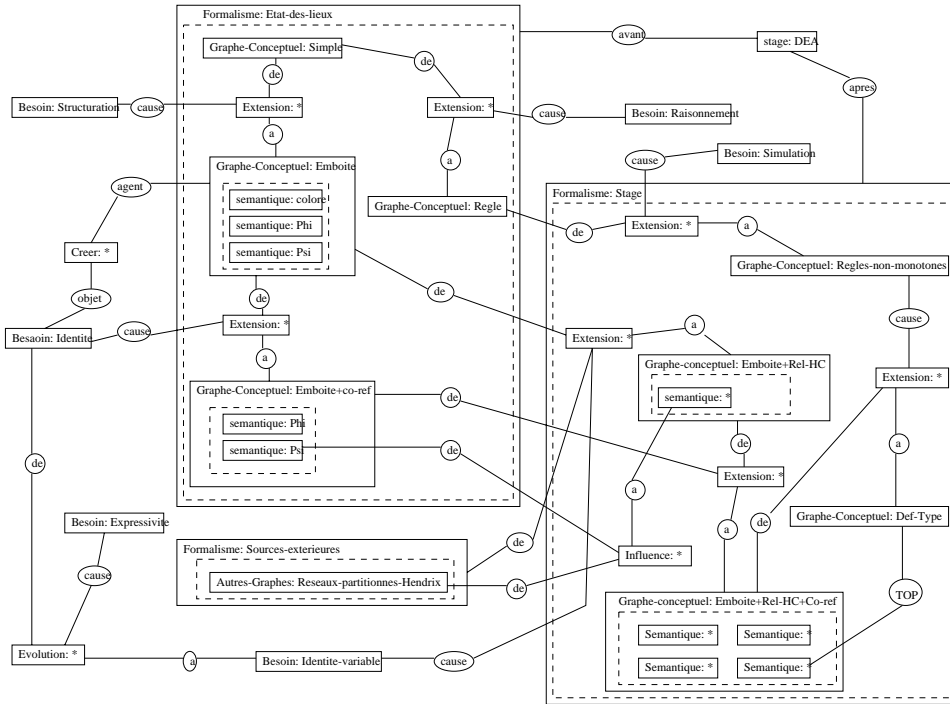 Formalisme: Etat-des-lieux
avant
Graphe-Conceptuel: Simple
stage: DEA
de
de
apres
Besoin: Structuration
cause
Extension: *
Extension: *
cause
Besoin: Raisonnement
a
a
cause
Besoin: Simulation
Graphe-Conceptuel: Emboite
agent
Formalisme: Stage
semantique: colore
Graphe-Conceptuel: Regle
semantique: Phi
de
Extension: *
a
Creer: *
semantique: Psi
Graphe-Conceptuel: Regles-non-monotones
objet
de
de
cause
Besaoin: Identite
cause
Extension: *
Extension: *
a
a
Graphe-conceptuel: Emboite+Rel-HC
Extension: *
Graphe-Conceptuel: Emboite+co-ref
de
semantique: *
semantique: Phi
de
a
semantique: Psi
de
de
Extension: *
a
Besoin: Expressivite
a
de
Graphe-Conceptuel: Def-Type
Formalisme: Sources-exterieures
de
Influence: *
cause
Autres-Graphes: Reseaux-partitionnes-Hendrix
de
TOP
Graphe-conceptuel: Emboite+Rel-HC+Co-ref
Semantique: *
Semantique: *
Evolution: *
a
Besoin: Identite-variable
cause
Semantique: *
Semantique: *